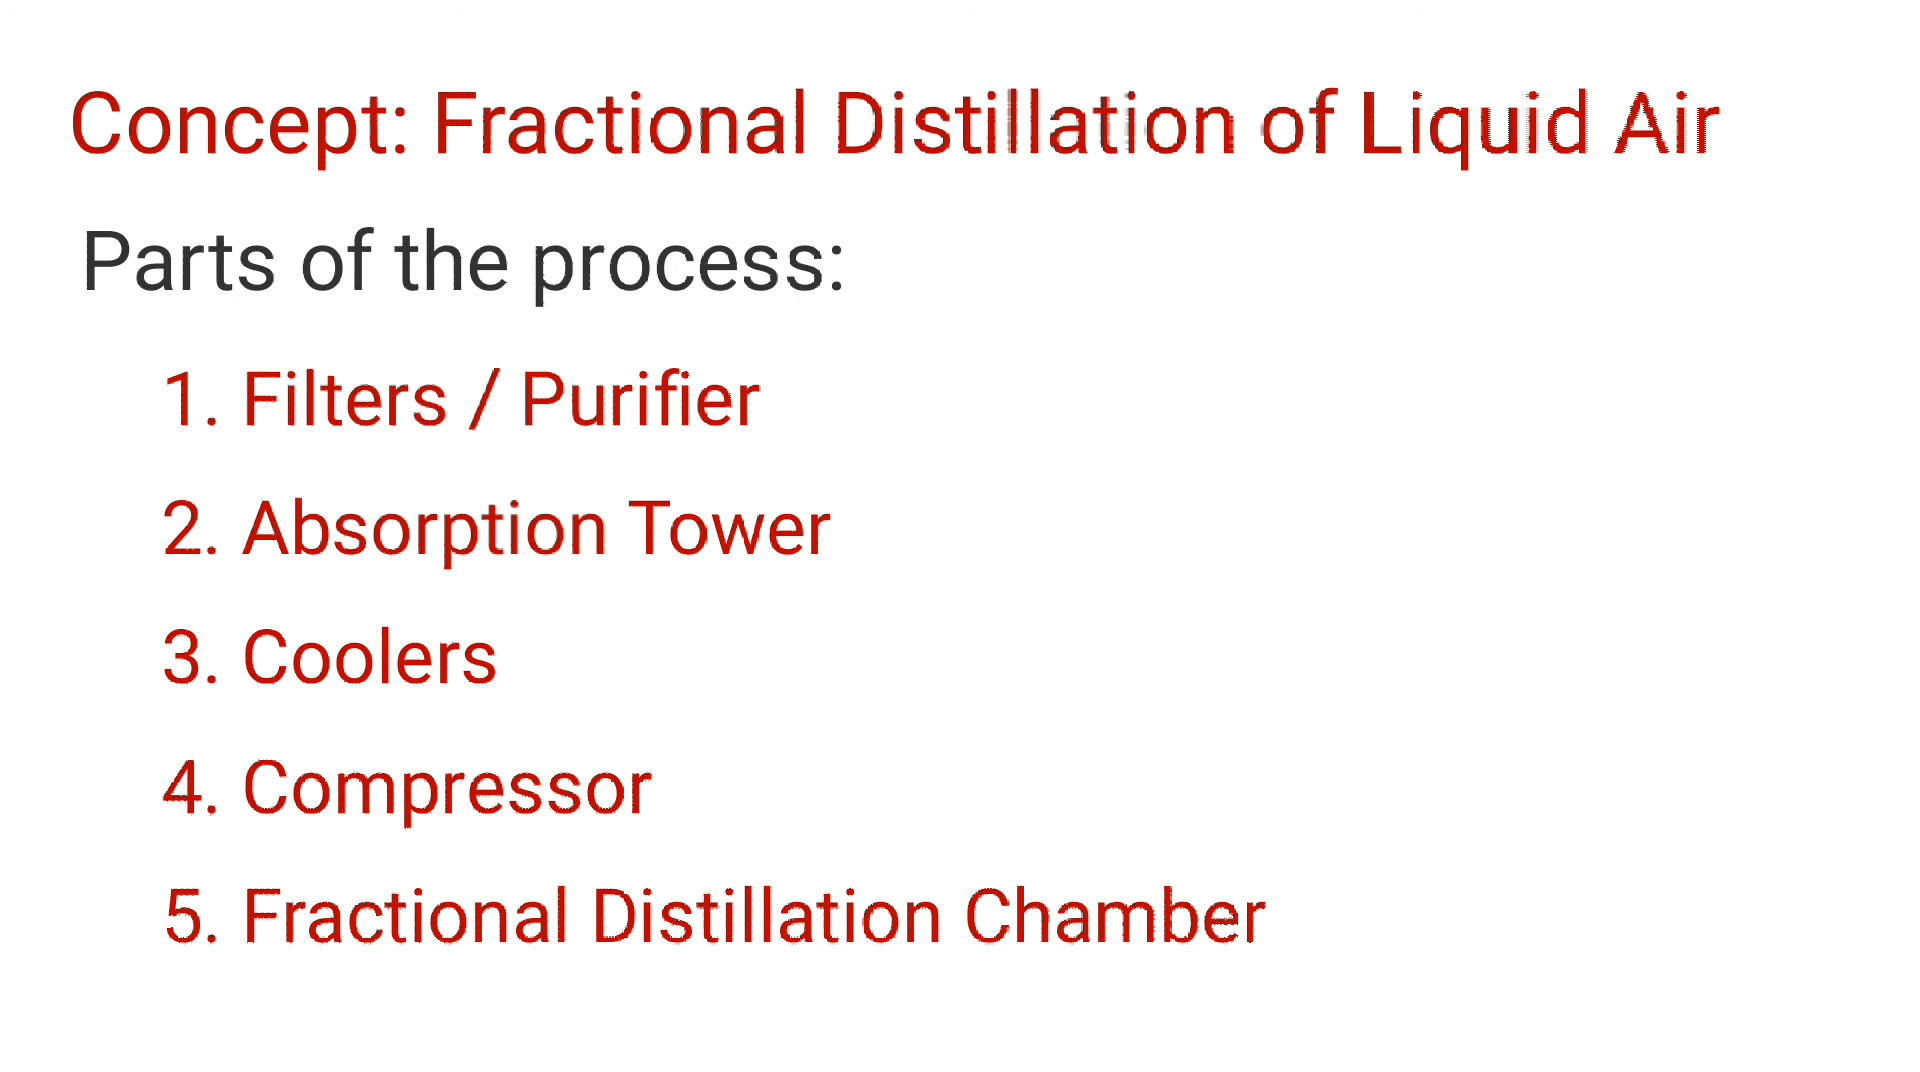 Concept: Fractional Distillation of Liquid Air
Parts of the process:
1. Filters / Purifier
2. Absorption Tower
3. Coolers
4. Compressor
5. Fractional Distillation Chamber